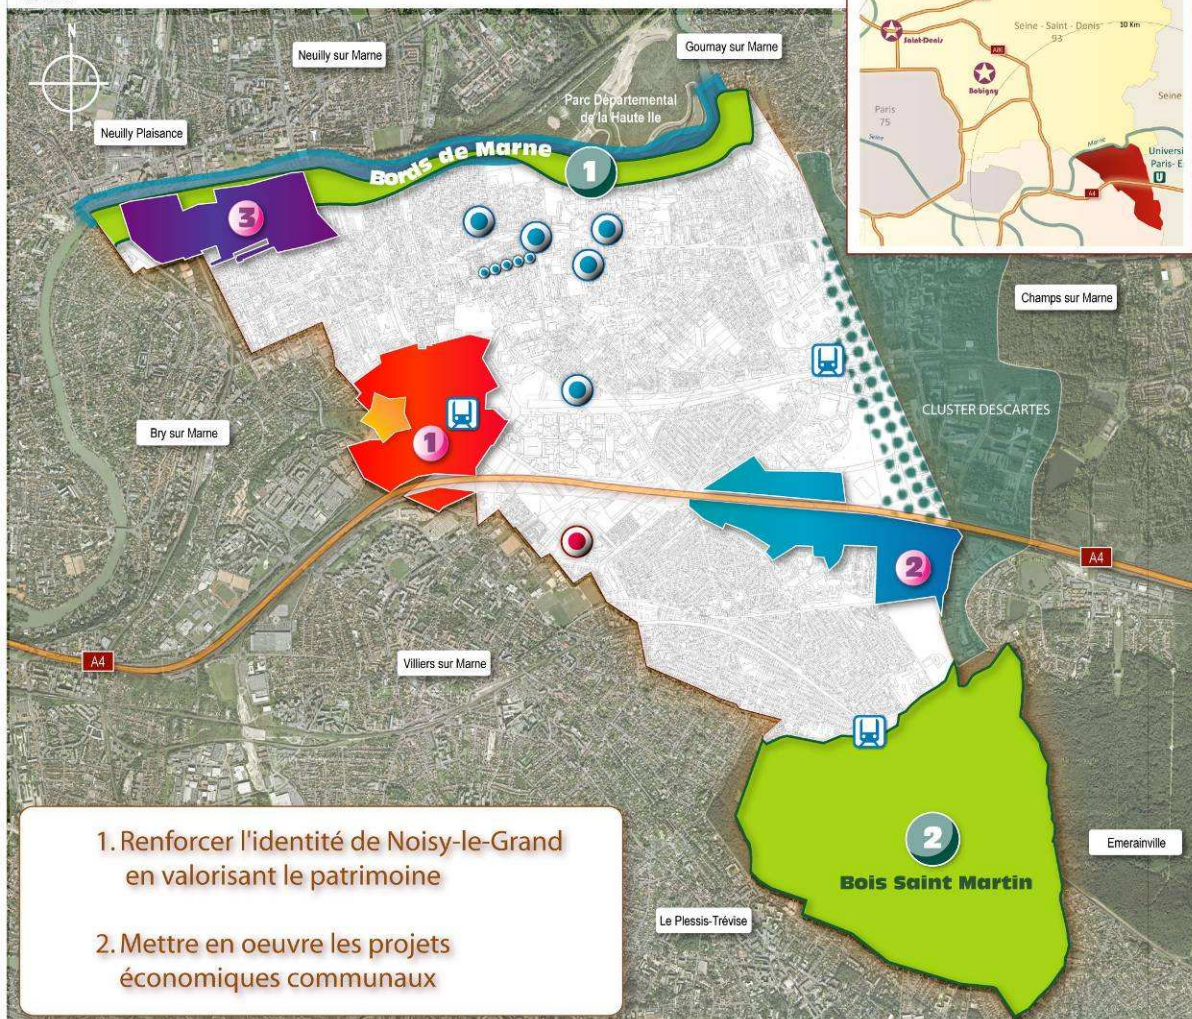 N
Neuilly sur Marne
Gournay sur Marne
Neuilly Plaisance
Parc Départemental
de la Haute Ile
Bords de Marne
1
3
Saint-Denis
Seine - Saint - Denis
93
10 Km
A86
Bobigny
Paris
75
Seine
Seine
Marne
Universi
Paris- E
U
A4
Champs sur Marne
CLUSTER DESCARTES
Bry sur Marne
1
2
A4
A4
Villiers sur Marne
2
Bois Saint Martin
Emerainville
Le Plessis-Trévise
1. Renforcer l'identité de Noisy-le-Grand
en valorisant le patrimoine
2. Mettre en oeuvre les projets
économiques communaux